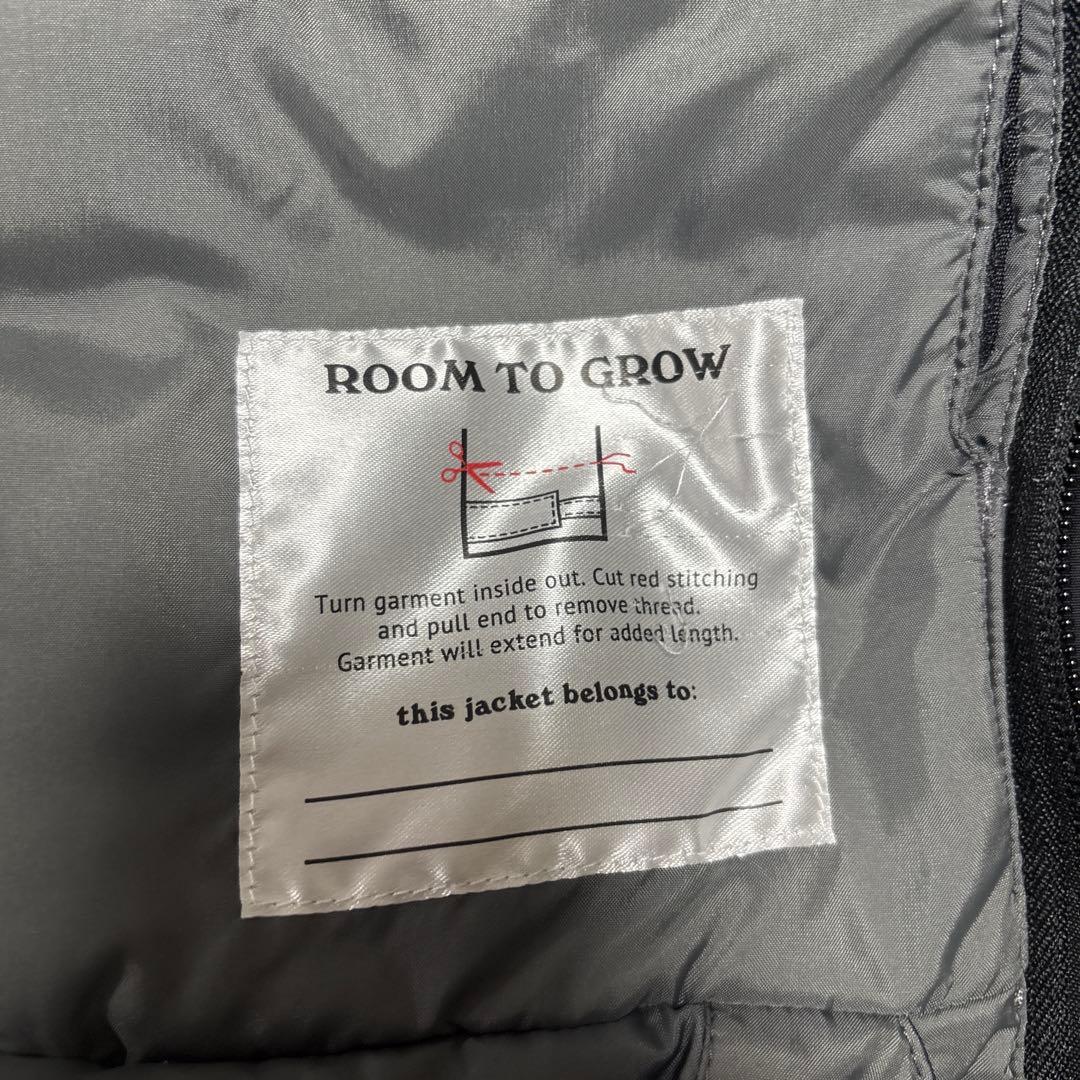 ROOM TO GROW
Turn garment inside out. Cut red stitching
and pull end to remove thread.
Garment will extend for added length.
this jacket belongs to: